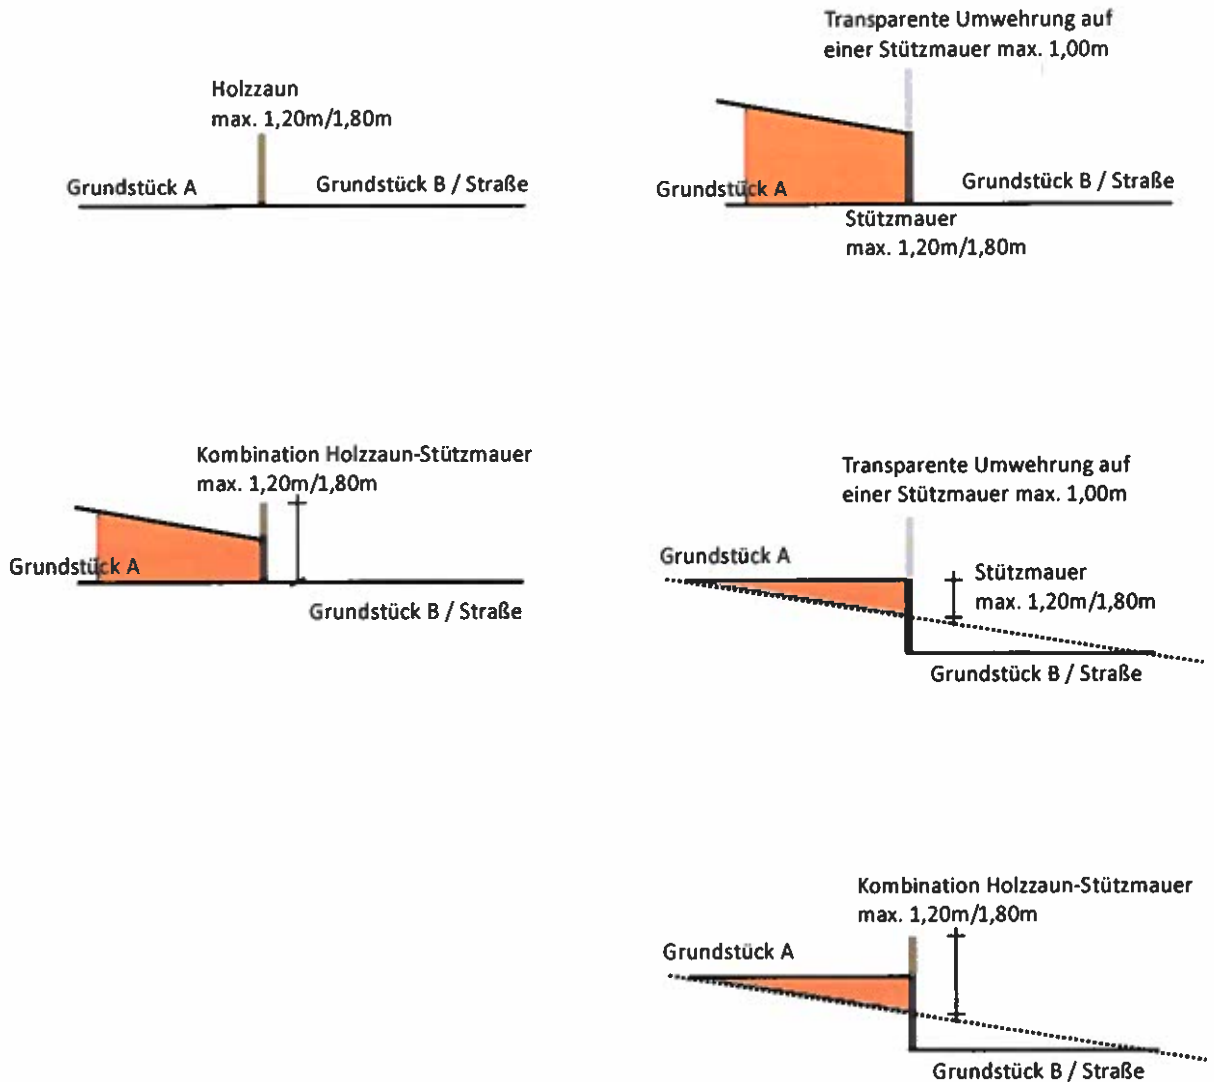 Holzzaun
max. 1,20m/1,80m
Grundstück A
Grundstück B / Straße
Transparente Umwehrung auf
einer Stützmauer max. 1,00m
Grundstück A
Grundstück B / Straße
Stützmauer
max. 1,20m/1,80m
Kombination Holzzaun-Stützmauer
max. 1,20m/1,80m
Grundstück A
Grundstück B / Straße
Transparente Umwehrung auf
einer Stützmauer max. 1,00m
Grundstück A
Stützmauer
max. 1,20m/1,80m
Grundstück B / Straße
Kombination Holzzaun-Stützmauer
max. 1,20m/1,80m
Grundstück A
Grundstück B / Straße